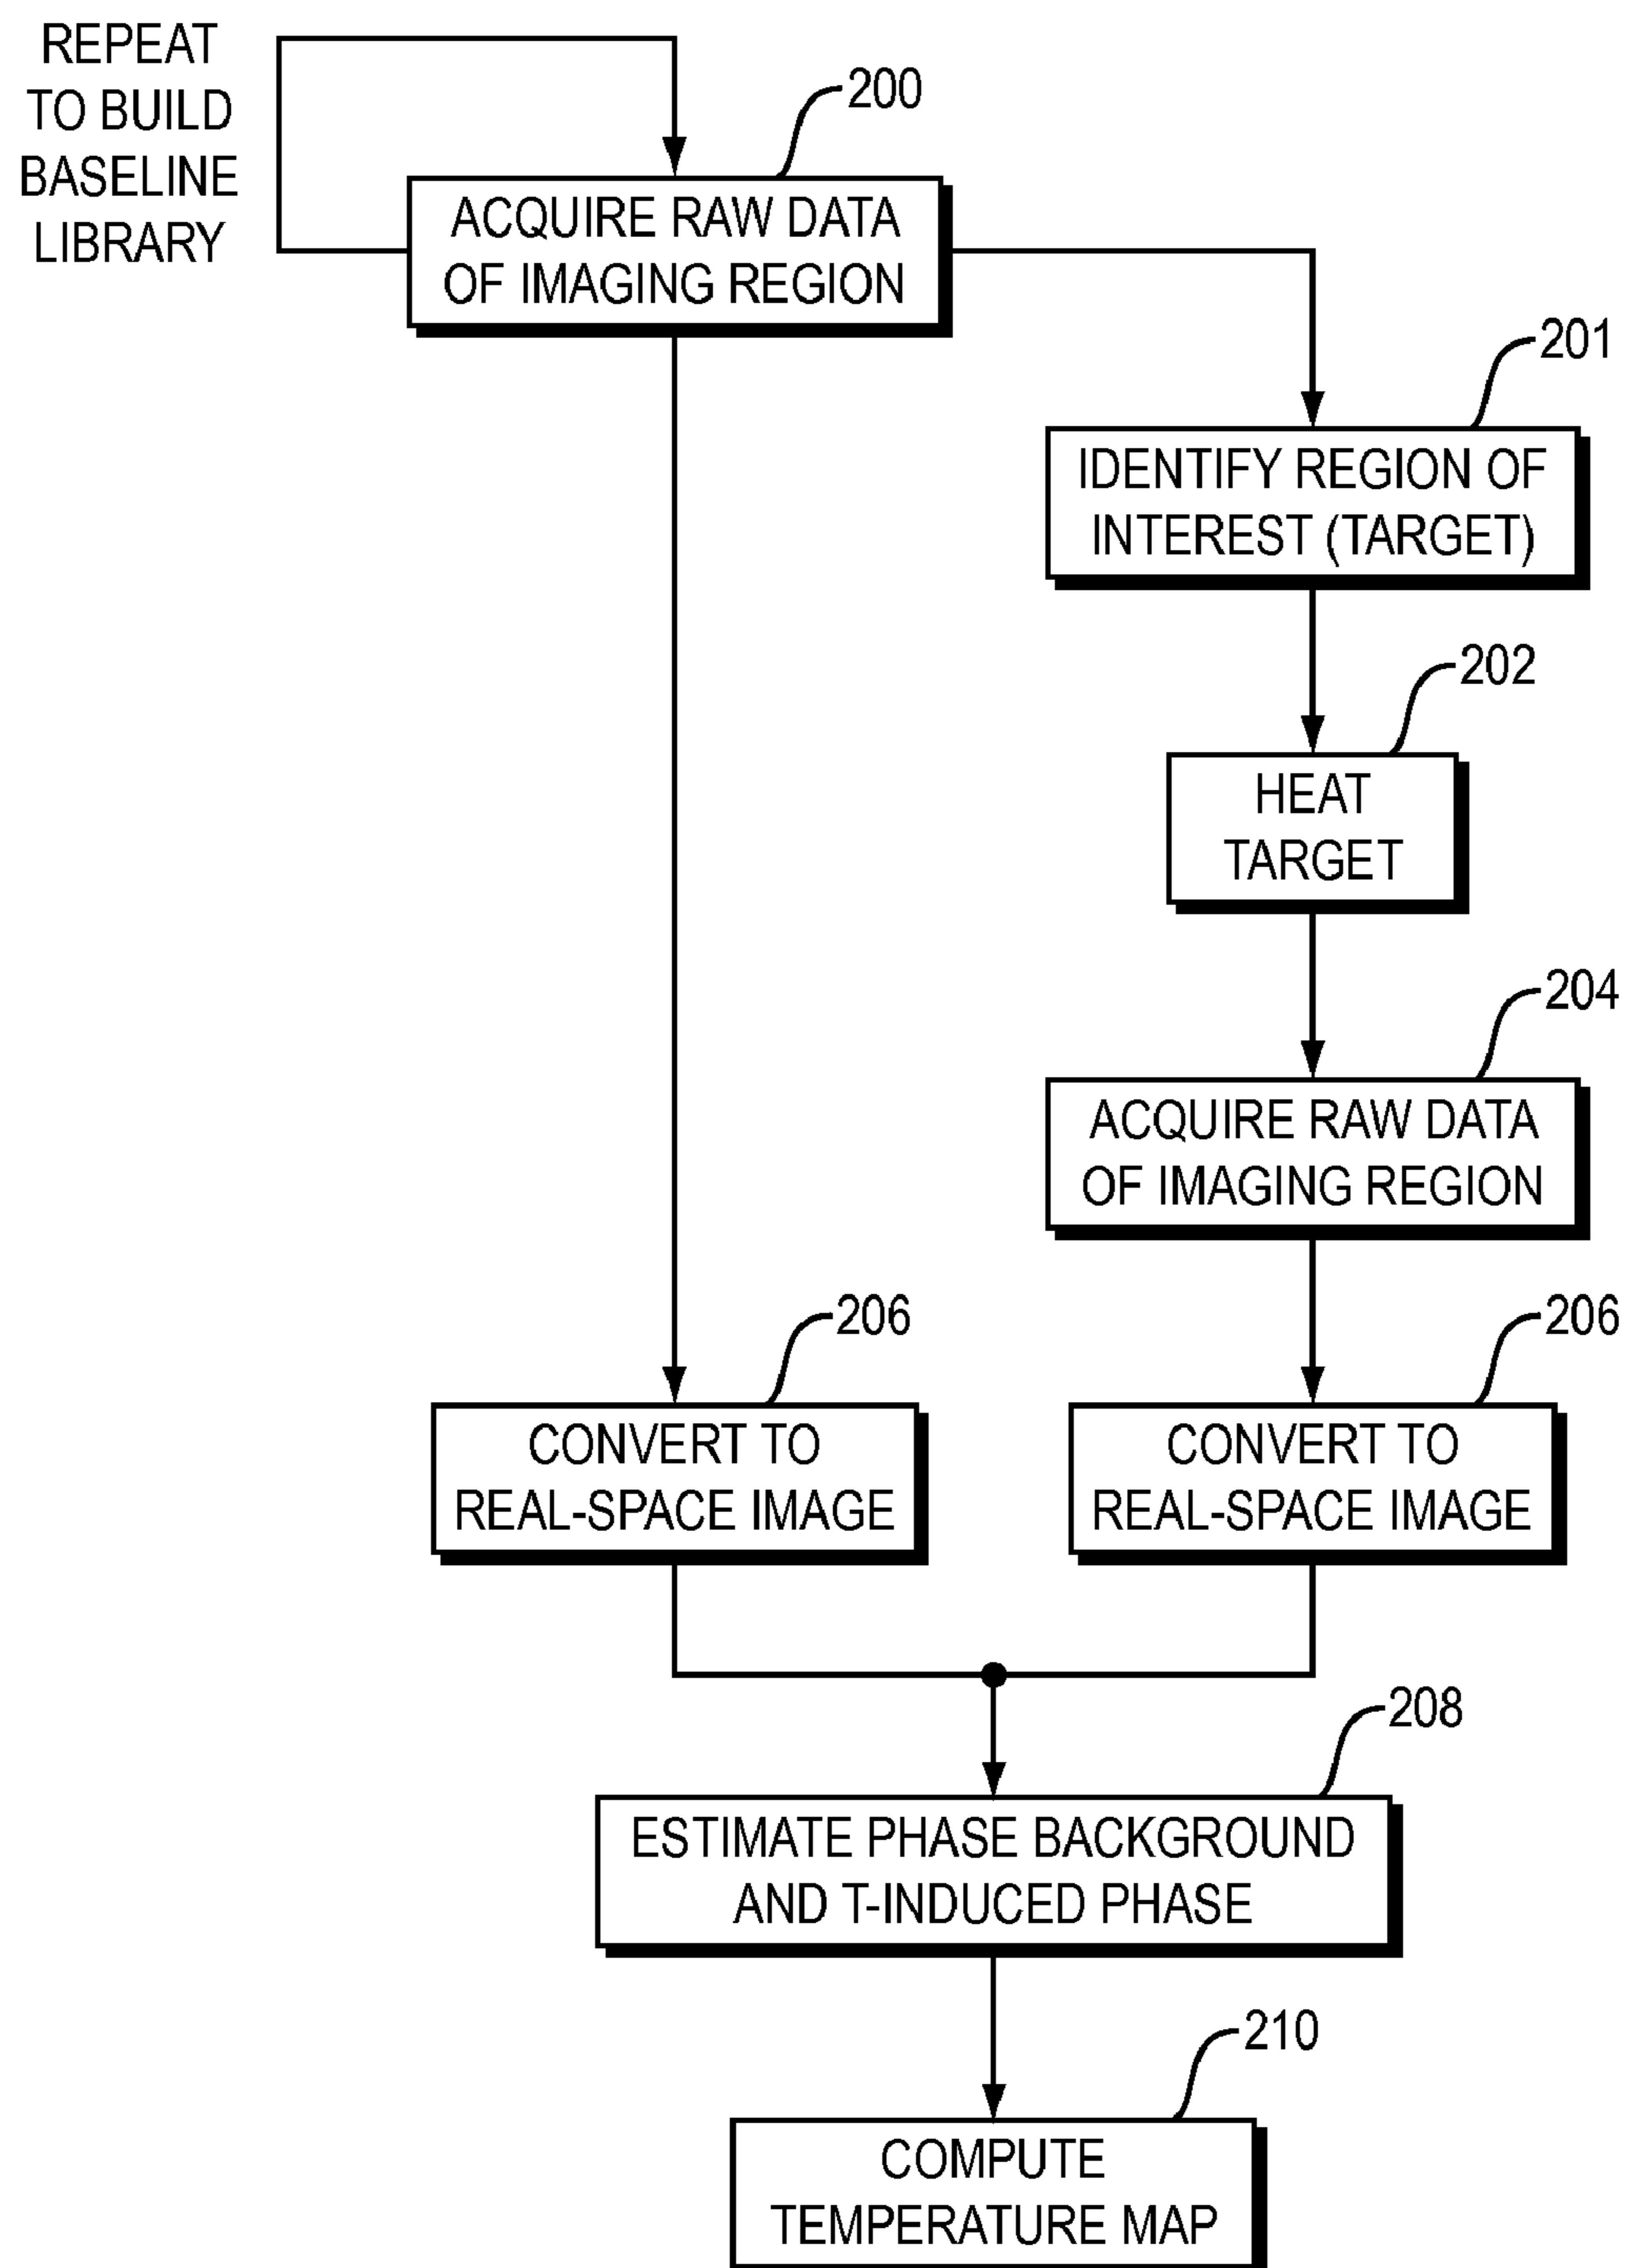 REPEAT
TO BUILD
BASELINE
LIBRARY
200
ACQUIRE RAW DATA
OF IMAGING REGION
201
IDENTIFY REGION OF
INTEREST (TARGET)
202
HEAT
TARGET
204
ACQUIRE RAW DATA
OF IMAGING REGION
206
CONVERT TO
REAL-SPACE IMAGE
206
CONVERT TO
REAL-SPACE IMAGE
208
ESTIMATE PHASE BACKGROUND
AND T-INDUCED PHASE
210
COMPUTE
TEMPERATURE MAP